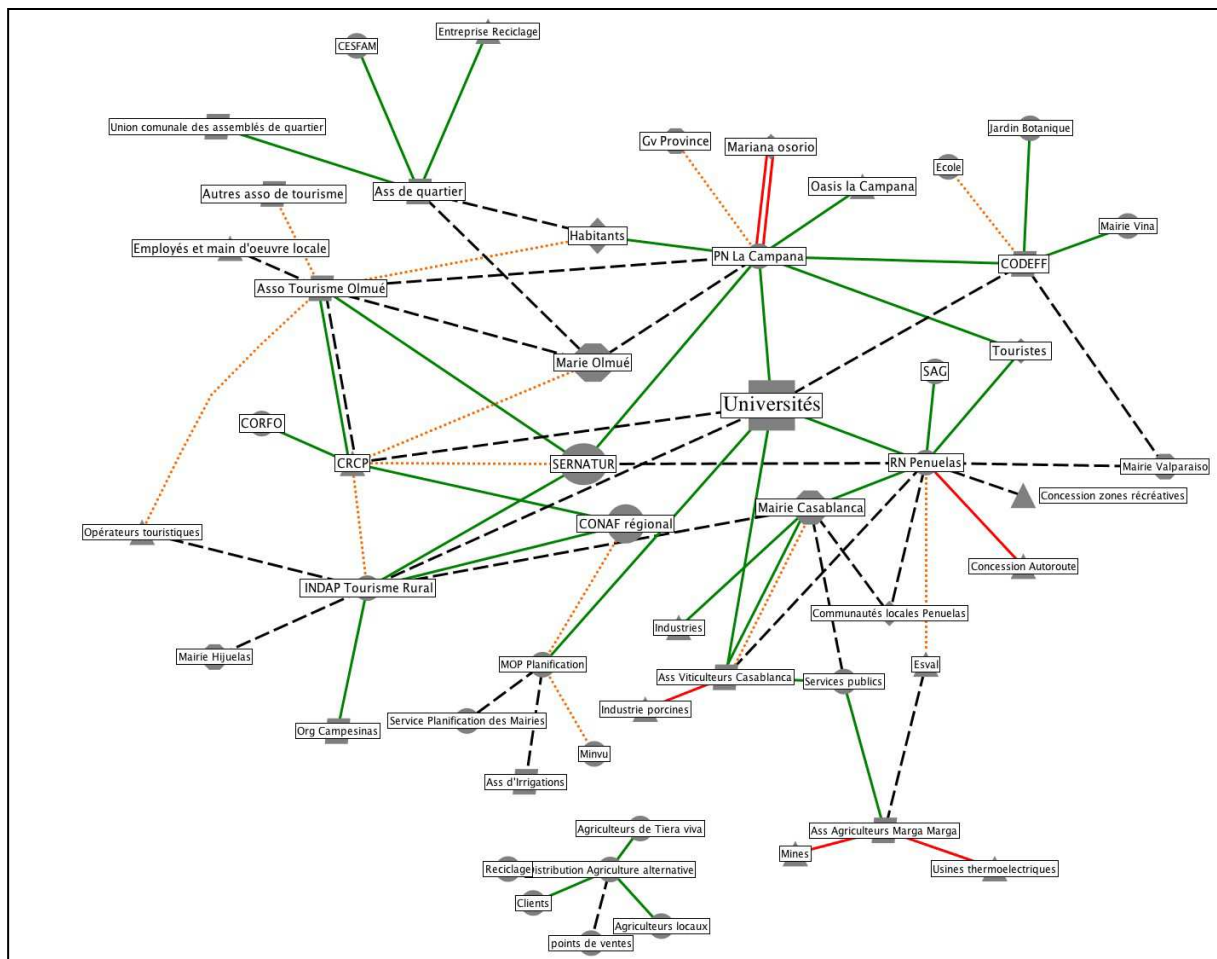 Entreprise Reciclage
CESFAM
Union comunale des assemblés de quartier
Gv Province
Mariana osorio
Jardin Botanique
Ecole
Autres asso de tourisme
Ass de quartier
Oasis la Campana
Mairie Vina
Employés et main d'oeuvre locale
Habitants
PN La Campana
CODEFF
Asso Tourisme Olmué
Marie Olmué
Touristes
SAG
Universités
CORFO
CRCP
SERNATUR
RN Penuelas
Mairie Valparaiso
Concession zones récréatives
Mairie Casablanca
CONAF régional
Opérateurs touristiques
Concession Autoroute
INDAP Tourisme Rural
Communautés locales Penuelas
Industries
Mairie Hijuelas
MOP Planification
Esval
Ass Viticulteurs Casablanca
Services publics
Industrie porcines
Service Planification des Mairies
Org Campesinas
Minvu
Ass d'Irrigations
Agriculteurs de Tiera viva
Ass Agriculteurs Marga Marga
Mines
Usines thermoelectriques
Reciclage
istribution Agriculture alternative
Clients
Agriculteurs locaux
points de ventes